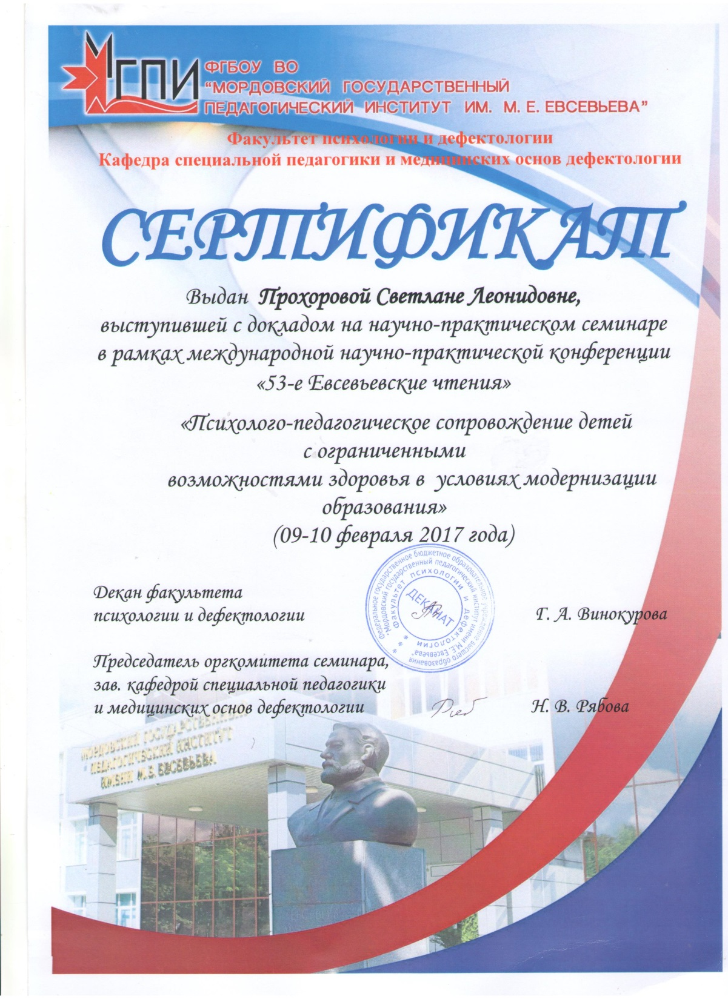 МГПИ
ФГБОУ ВО
“МОРДОВСКИЙ ГОСУДАРСТВЕННЫЙ
ПЕДАГОГИЧЕСКИЙ ИНСТИТУТ ИМ. М. Е. ЕВСЕВЬЕВА”
Факультет психологии и дефектологии
Кафедра специальной педагогики и медицинских основ дефектологии
СЕРТИФИКАТ
Выдан Прохоровой Светлане Леонидовне,
выступившей с докладом на научно-практическом семинаре
в рамках международной научно-практической конференции
«53-е Евсевьевские чтения»
«Психолого-педагогическое сопровождение детей
с ограниченными
возможностями здоровья в условиях модернизации
образования»
(09-10 февраля 2017 года)
Федеральное государственное бюджетное образовательное учреждение высшего образования
"Мордовский государственный педагогический институт имени М.Е. Евсевьева"
Факультет психологии и дефектологии
ДЕКАНАТ
Декан факультета
психологии и дефектологии Г. А. Винокурова
Председатель оргкомитета семинара,
зав. кафедрой специальной педагогики
и медицинских основ дефектологии Н. В. Рябова
МОРДОВСКИЙ ГОСУДАРСТВЕННЫЙ
ПЕДАГОГИЧЕСКИЙ ИНСТИТУТ
ИМЕНИ М.Е. ЕВСЕВЬЕВА